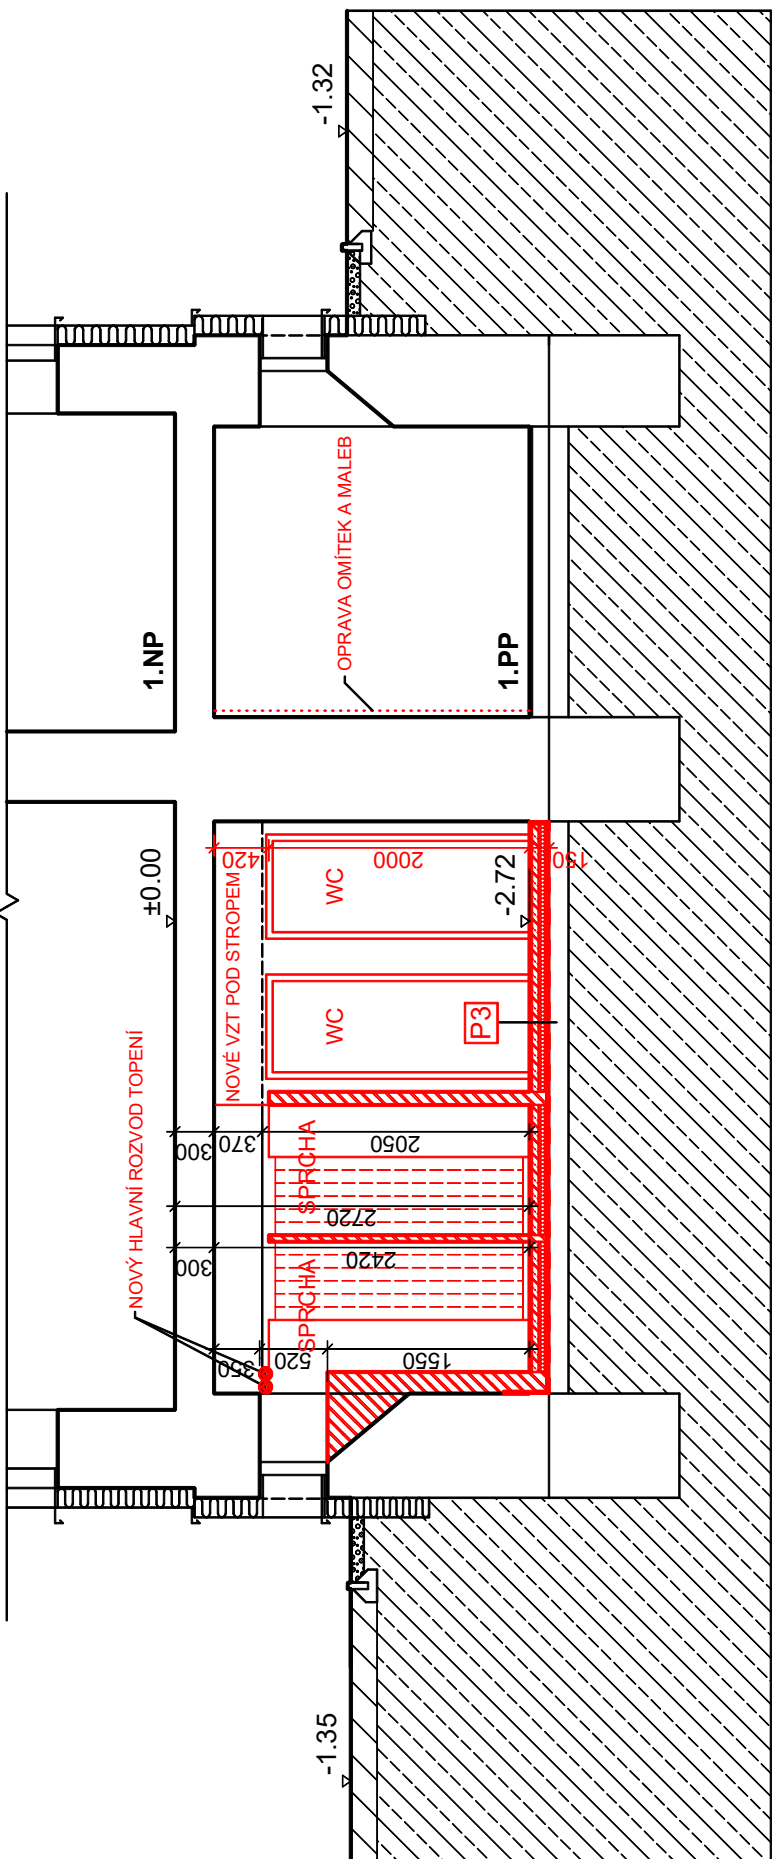 NOVÝ HLAVNÍ ROZVOD TOPENÍ
±0.00
1.NP
300
300
350
370
420
NOVÉ VZT POD STROPEM
SPRCHA
SPRCHA
WC
WC
520
1550
2420
2720
2050
2000
150
P3
-2.72
OPRAVA OMÍTEK A MALEB
1.PP
-1.35
-1.32